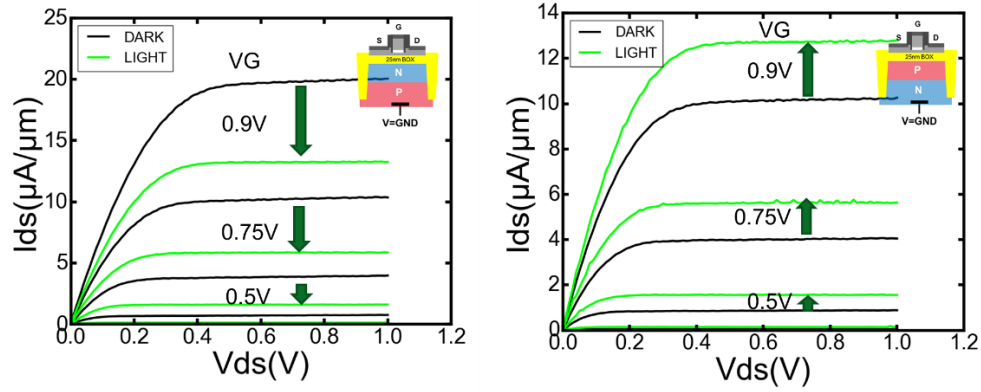 25
20
15
10
5
0
0.0 0.2 0.4 0.6 0.8 1.0 1.2
Ids(μA/μm)
Vds(V)
DARK
LIGHT
VG
0.9V
0.75V
0.5V
G
S D
25nm BOX
N
P
V=GND
14
12
10
8
6
4
2
0
0.0 0.2 0.4 0.6 0.8 1.0 1.2
Ids(μA/μm)
Vds(V)
DARK
LIGHT
VG
0.9V
0.75V
0.5V
G
S D
25nm BOX
P
N
V=GND